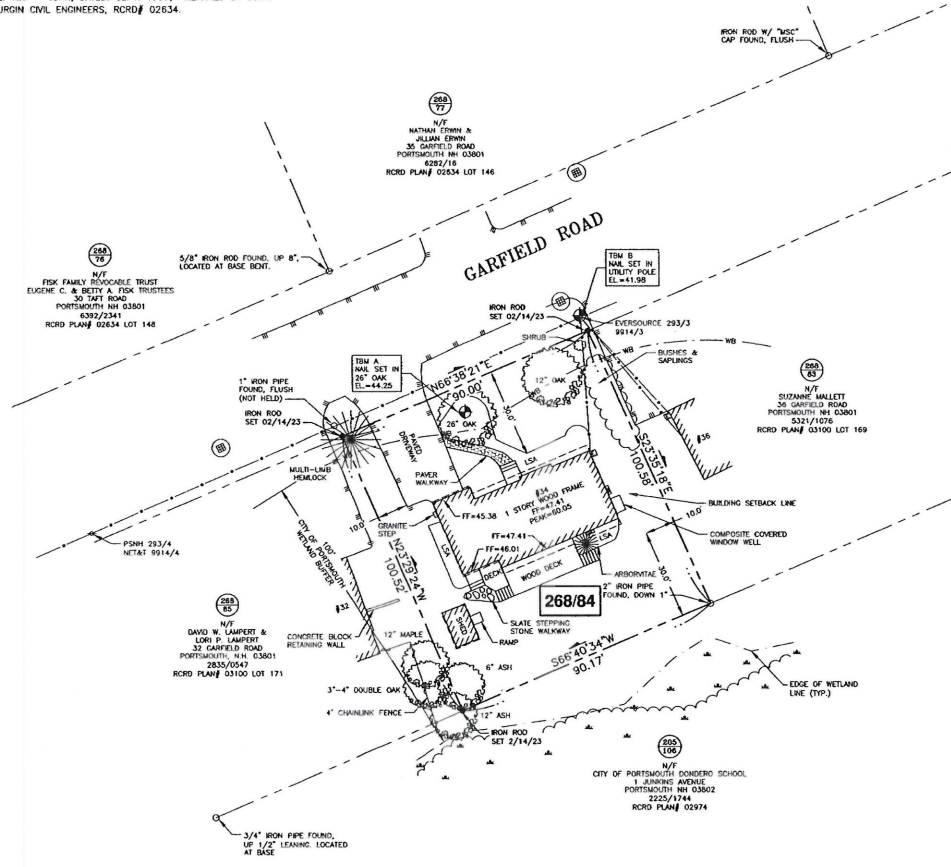 URGIN CIVIL ENGINEERS, RCRD# 02634.
IRON ROD W/ "MSC"
CAP FOUND, FLUSH
268
77
N/F
NATHAN ERWIN &
JILLIAN ERWIN
35 GARFIELD ROAD
PORTSMOUTH NH 03801
6282/16
RCRD PLAN# 02634 LOT 146
GARFIELD ROAD
268
76
N/F
FISK FAMILY REVOCABLE TRUST
EUGENE C. & BETTY A. FISK TRUSTEES
30 TAFT ROAD
PORTSMOUTH NH 03801
6392/2341
RCRD PLAN# 02634 LOT 148
5/8" IRON ROD FOUND, UP 8",
LOCATED AT BASE BENT.
TBM B
NAIL SET IN
UTILITY POLE
EL.=41.98
IRON ROD
SET 02/14/23
EVERSOURCE 293/3
9914/3
SHRUB
WB
WB
WB
BUSHES &
SAPLINGS
TBM A
NAIL SET IN
26" OAK
EL.=44.25
N66°38'21"E
90.00'
30.0'
12" OAK
26" OAK
268
83
N/F
SUZANNE MALLETT
36 GARFIELD ROAD
PORTSMOUTH NH 03801
5321/1076
RCRD PLAN# 03100 LOT 169
1" IRON PIPE
FOUND, FLUSH
(NOT HELD)
IRON ROD
SET 02/14/23
MULTI-LIMB
HEMLOCK
PAVED
DRIVEWAY
PAVER
WALKWAY
LSA
#36
S23°35'18"E
100.58'
#34
1 STORY WOOD FRAME
FF=47.41
PEAK=60.05
FF=45.38
BUILDING SETBACK LINE
10.0'
10.0'
GRANITE
STEP
COMPOSITE COVERED
WINDOW WELL
PSNH 293/4
NET&T 9914/4
100'
CITY OF PORTSMOUTH
WETLAND BUFFER
N23°29'24"W
100.52'
LSA
FF=47.41
FF=46.01
LSA
DECK
WOOD DECK
30.0'
ARBORVITAE
2" IRON PIPE
FOUND, DOWN 1"
268/84
#32
268
85
N/F
DAVID W. LAMPERT &
LORI P. LAMPERT
32 GARFIELD ROAD
PORTSMOUTH, N.H. 03801
2835/0547
RCRD PLAN# 03100 LOT 171
CONCRETE BLOCK
RETAINING WALL
12" MAPLE
SHED
SLATE STEPPING
STONE WALKWAY
RAMP
S66°40'34"W
90.17'
6" ASH
3"-4" DOUBLE OAK
4' CHAINLINK FENCE
12" ASH
EDGE OF WETLAND
LINE (TYP.)
IRON ROD
SET 2/14/23
205
106
N/F
CITY OF PORTSMOUTH DONDERO SCHOOL
1 JUNKINS AVENUE
PORTSMOUTH NH 03802
2225/1744
RCRD PLAN# 02974
3/4" IRON PIPE FOUND,
UP 1/2" LEANING. LOCATED
AT BASE